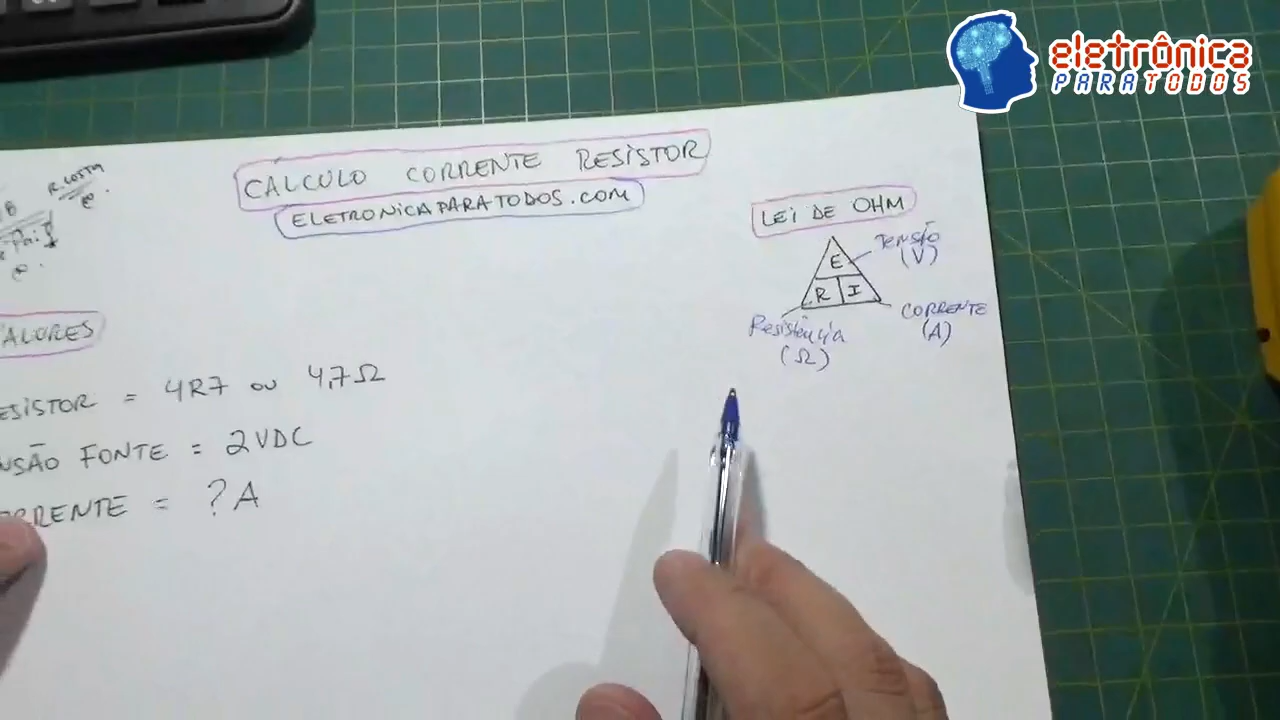 eletrônica
PARATODOS
CALCULO CORRENTE RESISTOR
ELETRONICAPARATODOS.COM
R. COSTA
LEI DE OHM
TENSÃO
(V)
E
R I
CORRENTE
(A)
Resistência
(Ω)
ALORES
ESISTOR = 4R7 OU 4,7Ω
NSÃO FONTE = 2VDC
RRENTE = ? A